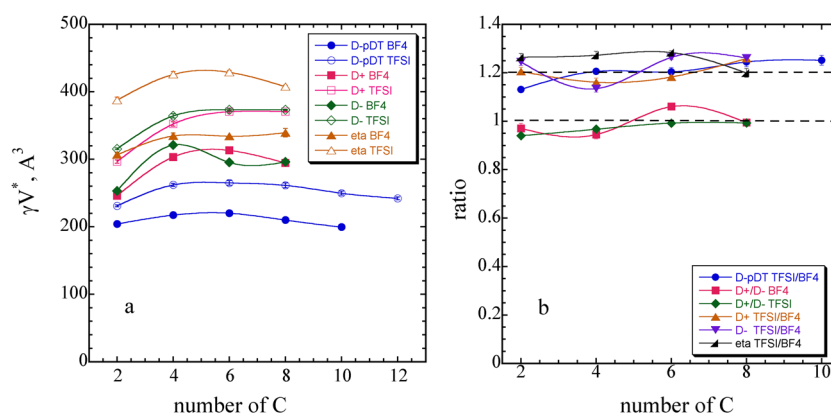 500
400
300
200
100
0
γV*, A³
2 4 6 8 10 12
number of C
a
D-pDT BF4
D-pDT TFSI
D+ BF4
D+ TFSI
D- BF4
D- TFSI
eta BF4
eta TFSI
1.4
1.2
1
0.8
0.6
0.4
0.2
0
ratio
2 4 6 8 10
number of C
b
D-pDT TFSI/BF4
D+/D- BF4
D+/D- TFSI
D+ TFSI/BF4
D- TFSI/BF4
eta TFSI/BF4